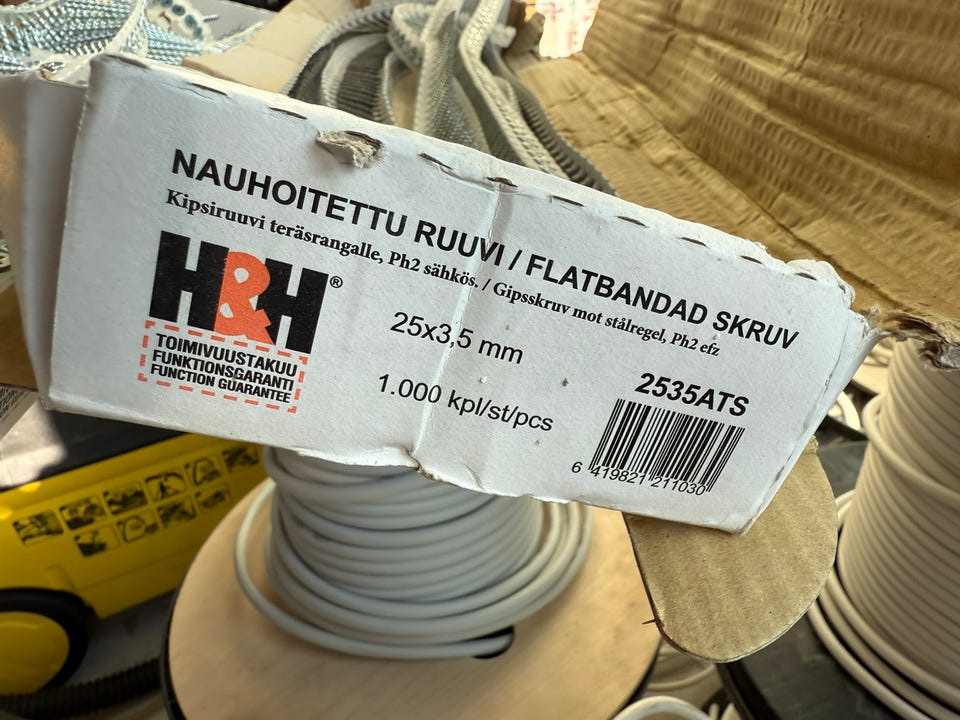 NAUHOITETTU RUUVI / FLATBANDAD SKRUV
Kipsiruuvi teräsrangalle, Ph2 sähkös. / Gipsskruv mot stålregel, Ph2 efz
H&H®
TOIMIVUUSTAKUU
FUNKTIONSGARANTI
FUNCTION GUARANTEE
25x3,5 mm
1.000 kpl/st/pcs
2535ATS
6 419821 211030